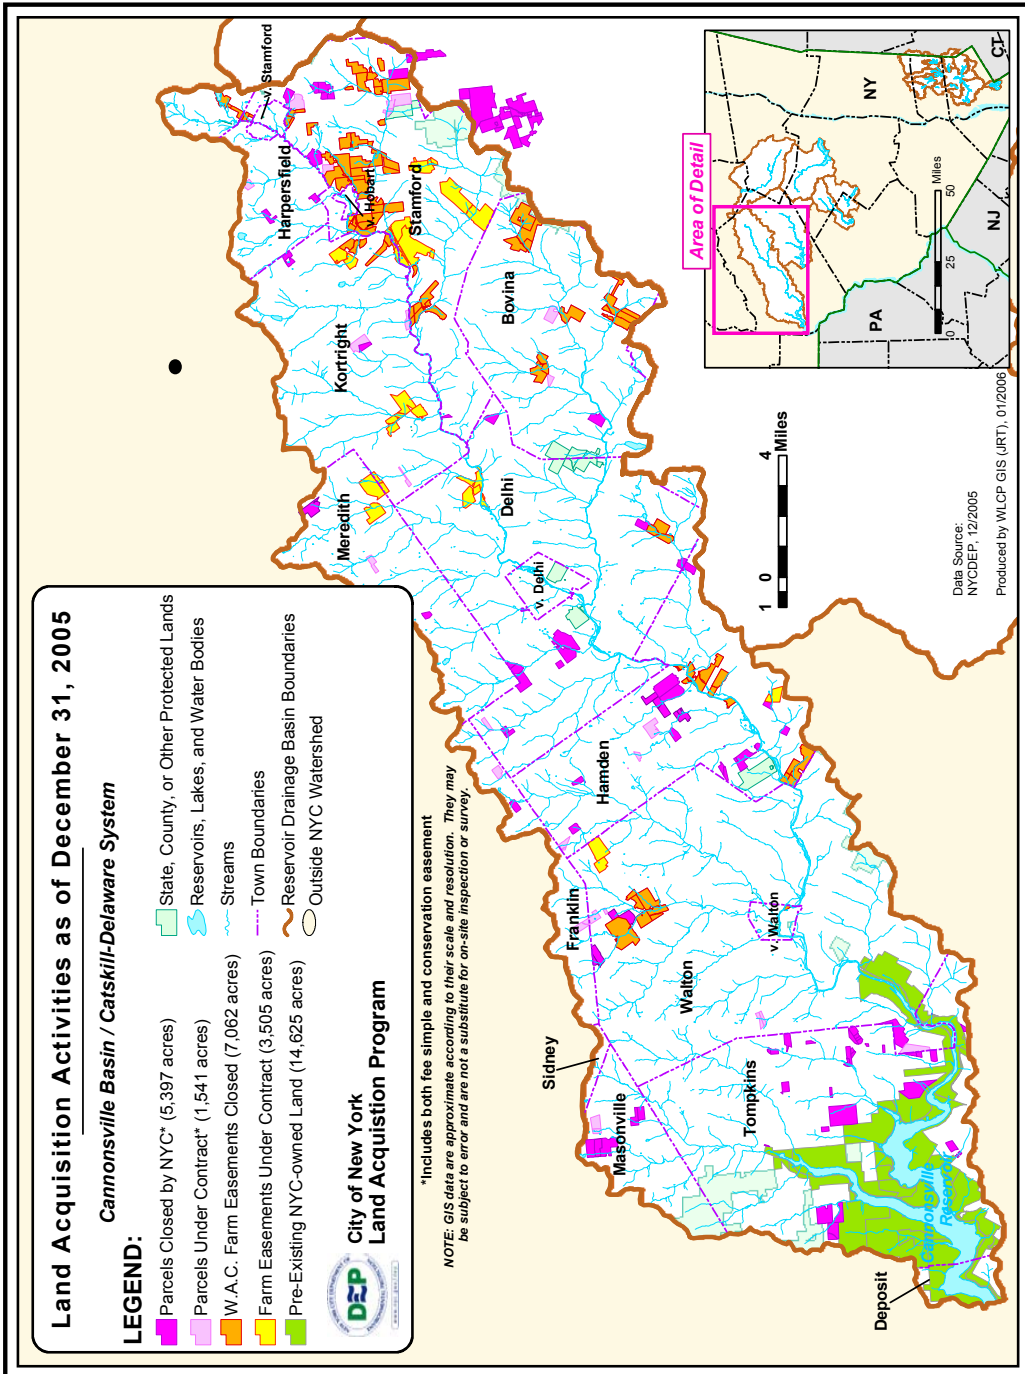 Land Acquisition Activities as of December 31, 2005
Cannonsville Basin / Catskill-Delaware System
LEGEND:
Parcels Closed by NYC* (5,397 acres)
Parcels Under Contract* (1,541 acres)
W.A.C. Farm Easements Closed (7,062 acres)
Farm Easements Under Contract (3,505 acres)
Pre-Existing NYC-owned Land (14,625 acres)
State, County, or Other Protected Lands
Reservoirs, Lakes, and Water Bodies
Streams
Town Boundaries
Reservoir Drainage Basin Boundaries
Outside NYC Watershed
DEP
City of New York
Land Acquistion Program
*Includes both fee simple and conservation easement
NOTE: GIS data are approximate according to their scale and resolution. They may
be subject to error and are not a substitute for on-site inspection or survey.
v. Stamford
Harpersfield
v. Hobart
Stamford
Kortright
Bovina
Meredith
Delhi
v. Delhi
Hamden
Franklin
Walton
v. Walton
Sidney
Masonville
Tompkins
Cannonsville
Reservoir
Deposit
1 0 4
Miles
Data Source:
NYCDEP, 12/2005
Produced by WLCP GIS (JRT), 01/2006
Area of Detail
NY
CT
PA
NJ
0 25 50
Miles